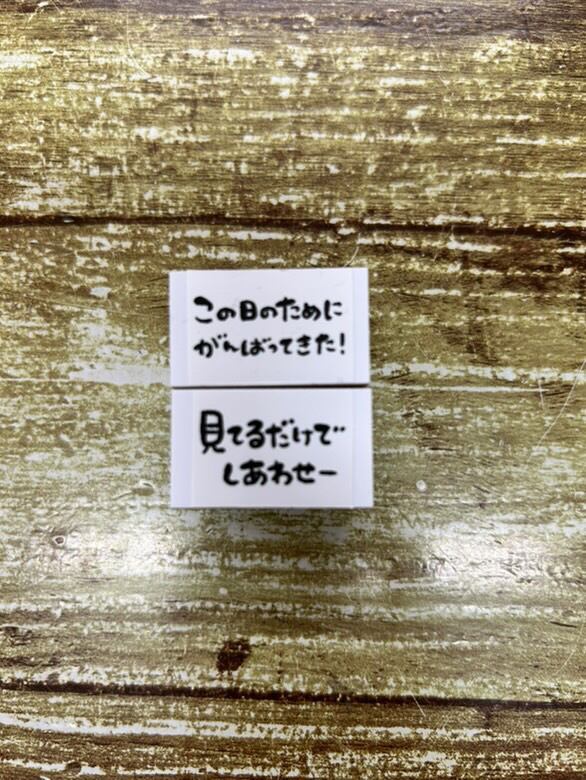 この日のために
がんばってきた!
見てるだけで
しあわせー